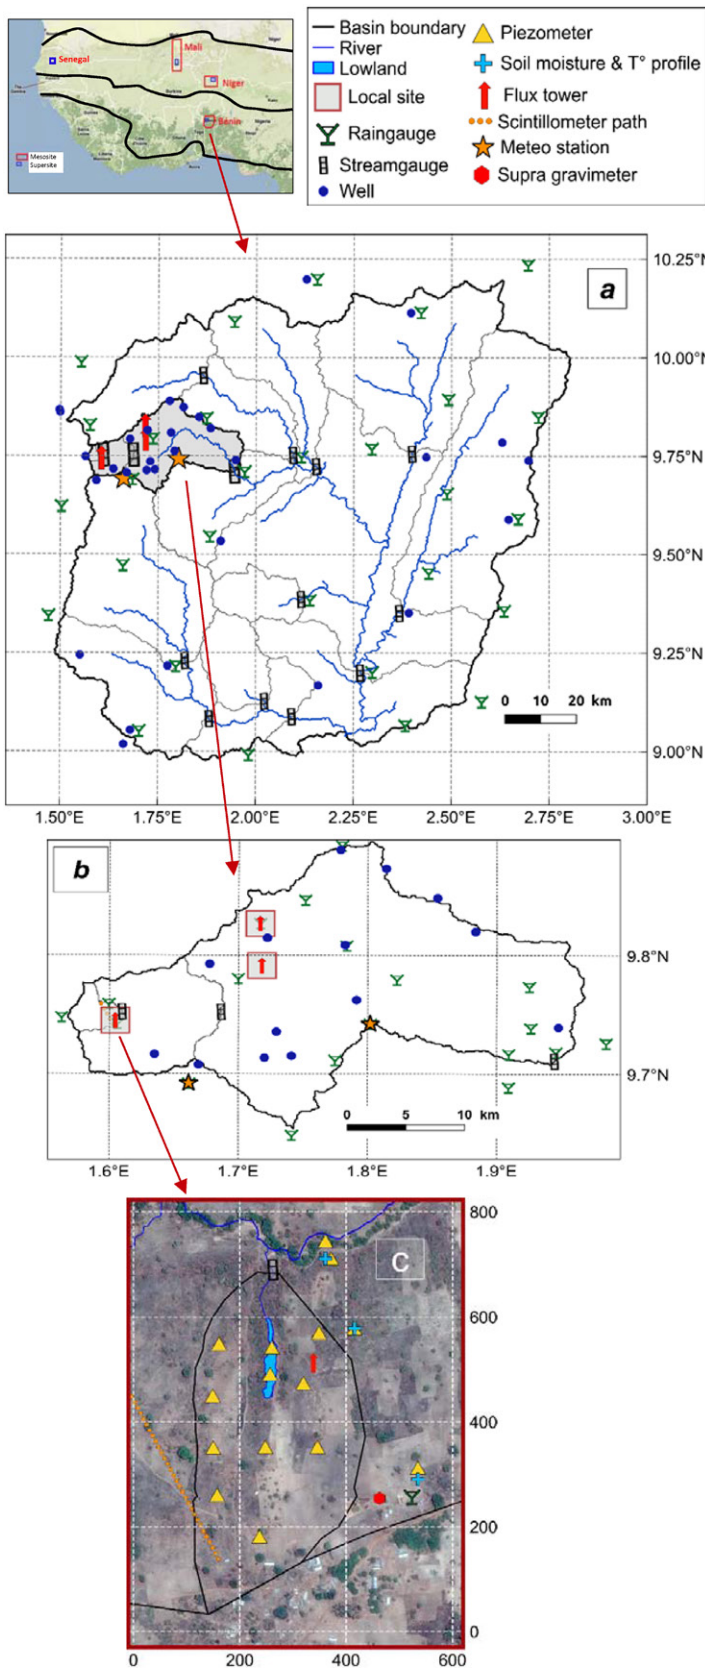 Senegal
Mali
Niger
Benin
Mesosite
Supersite
Basin boundary
River
Lowland
Local site
Raingauge
Streamgauge
Well
Pizometer
Soil moisture & T° profile
Flux tower
Scintillometer path
Meteo station
Supra gravimeter
a
10.25°N
10.00°N
9.75°N
9.50°N
9.25°N
9.00°N
0 10 20 km
1.50°E 1.75°E 2.00°E 2.25°E 2.50°E 2.75°E 3.00°E
b
9.8°N
9.7°N
0 5 10 km
1.6°E 1.7°E 1.8°E 1.9°E
C
800
600
400
200
0
0 200 400 600